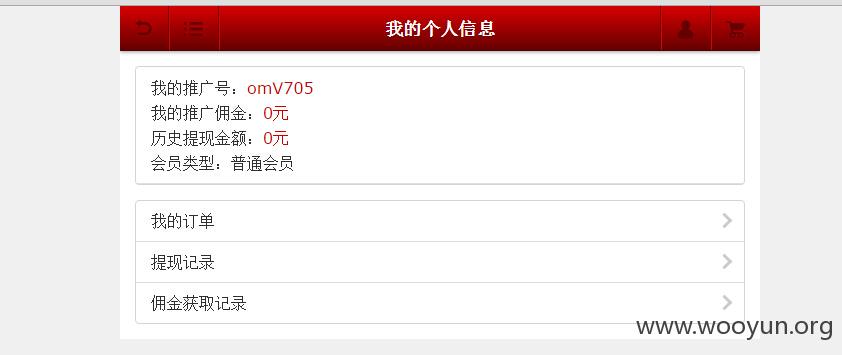 我的个人信息
我的推广号：omV705
我的推广佣金：0元
历史提现金额：0元
会员类型：普通会员
我的订单
提现记录
佣金获取记录
www.wooyun.org